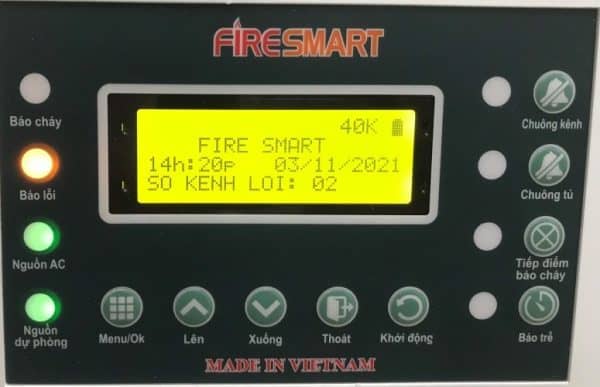 FIRESMART
Báo cháy
Báo lỗi
Nguồn AC
Nguồn
dự phòng
40K
FIRE SMART
14h:20p 03/11/2021
SO KENH LOI: 02
Chuông kênh
Chuông tủ
Tiếp điểm
báo cháy
Báo trễ
Menu/Ok
Lên
Xuống
Thoát
Khởi động
MADE IN VIETNAM